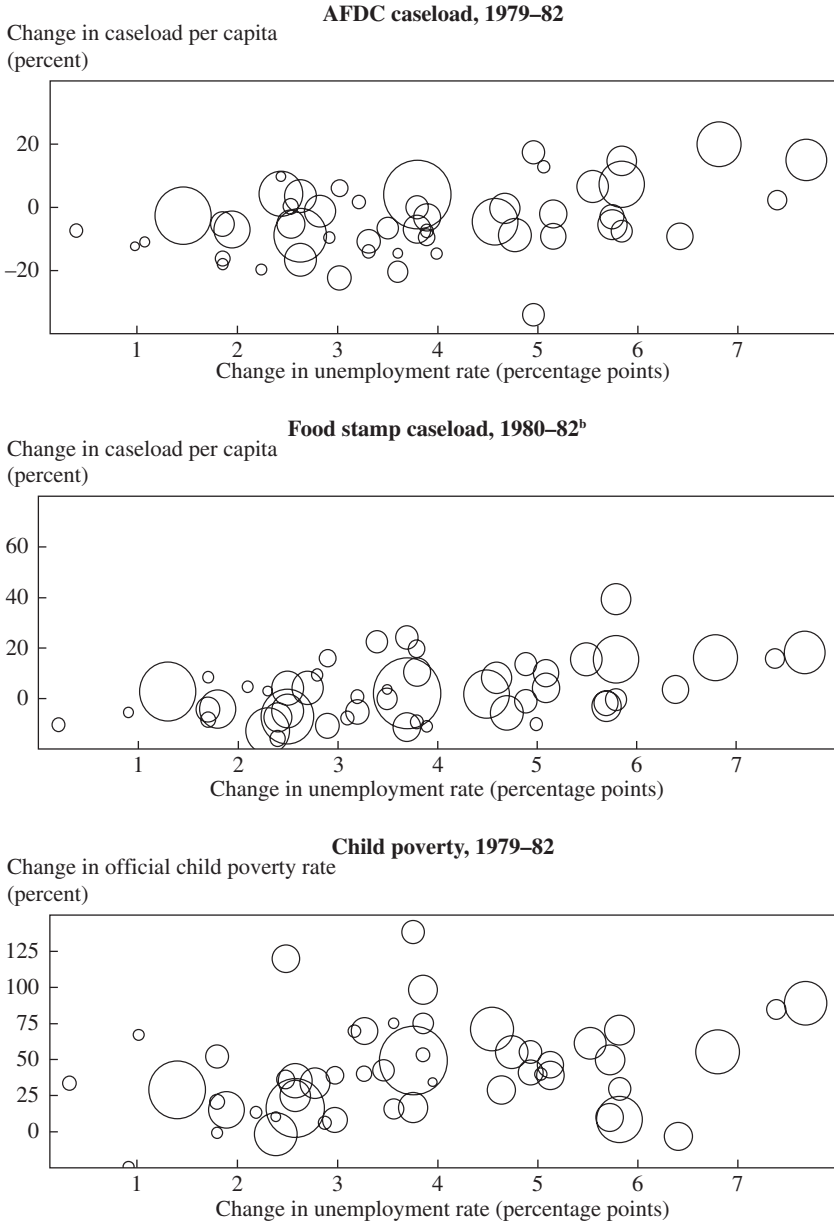 AFDC caseload, 1979–82
Change in caseload per capita
(percent)
20
0
–20
1 2 3 4 5 6 7
Change in unemployment rate (percentage points)
Food stamp caseload, 1980–82ᵇ
Change in caseload per capita
(percent)
60
40
20
0
1 2 3 4 5 6 7
Change in unemployment rate (percentage points)
Child poverty, 1979–82
Change in official child poverty rate
(percent)
125
100
75
50
25
0
1 2 3 4 5 6 7
Change in unemployment rate (percentage points)